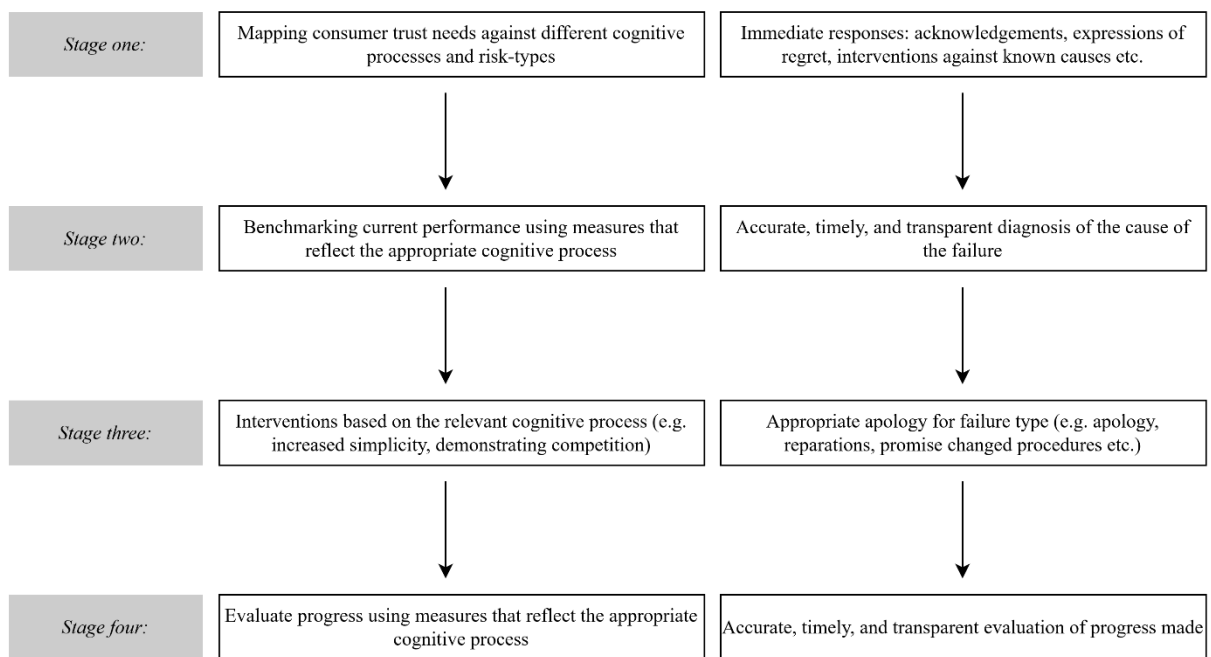 Stage one:
Mapping consumer trust needs against different cognitive
processes and risk-types
Immediate responses: acknowledgements, expressions of
regret, interventions against known causes etc.
Stage two:
Benchmarking current performance using measures that
reflect the appropriate cognitive process
Accurate, timely, and transparent diagnosis of the cause of
the failure
Stage three:
Interventions based on the relevant cognitive process (e.g.
increased simplicity, demonstrating competition)
Appropriate apology for failure type (e.g. apology,
reparations, promise changed procedures etc.)
Stage four:
Evaluate progress using measures that reflect the appropriate
cognitive process
Accurate, timely, and transparent evaluation of progress made